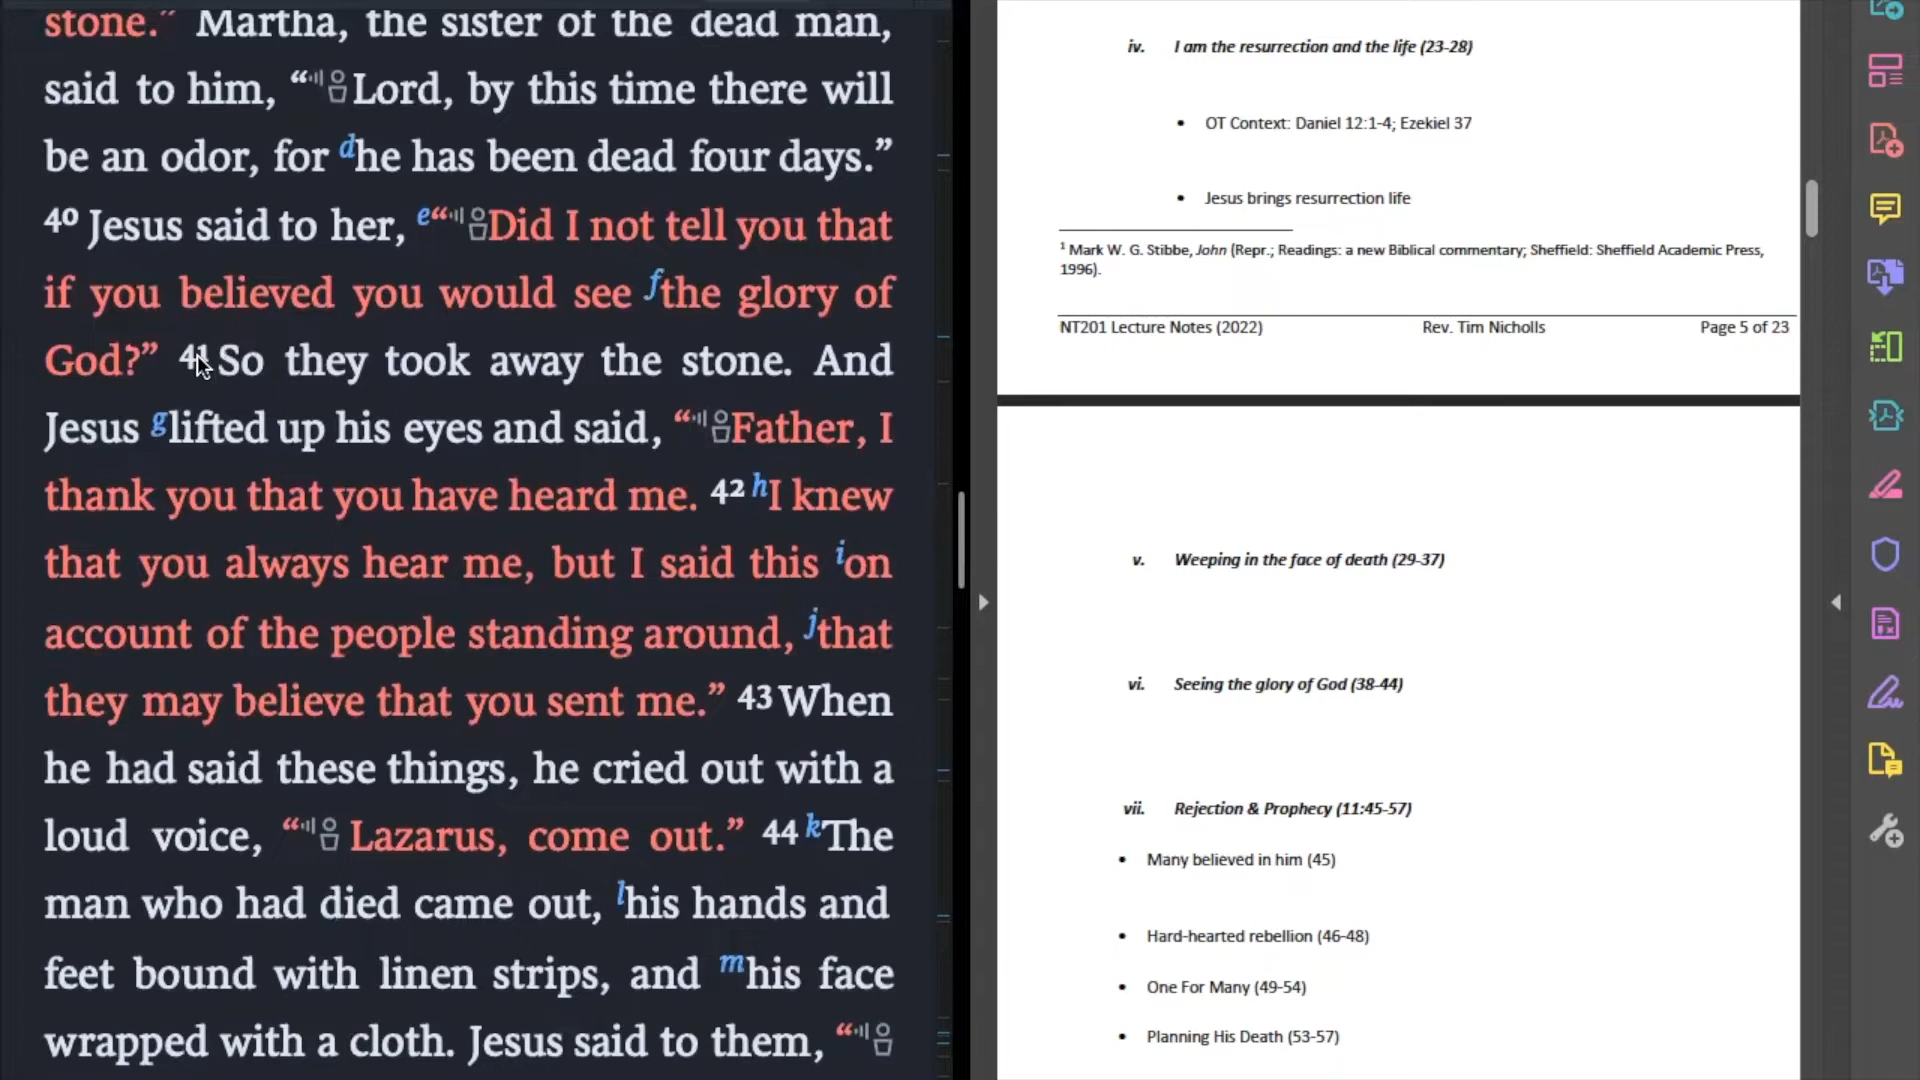 stone.” Martha, the sister of the dead man,
said to him, “Lord, by this time there will
be an odor, for dhe has been dead four days.”
40 Jesus said to her, e“Did I not tell you that
if you believed you would see fthe glory of
God?” 41 So they took away the stone. And
Jesus glifted up his eyes and said, “Father, I
thank you that you have heard me. 42 hI knew
that you always hear me, but I said this ion
account of the people standing around, jthat
they may believe that you sent me.” 43 When
he had said these things, he cried out with a
loud voice, “Lazarus, come out.” 44 kThe
man who had died came out, lhis hands and
feet bound with linen strips, and mhis face
wrapped with a cloth. Jesus said to them, “
iv. I am the resurrection and the life (23-28)
• OT Context: Daniel 12:1-4; Ezekiel 37
• Jesus brings resurrection life
1 Mark W. G. Stibbe, John (Repr.; Readings: a new Biblical commentary; Sheffield: Sheffield Academic Press,
1996).
NT201 Lecture Notes (2022) Rev. Tim Nicholls Page 5 of 23
v. Weeping in the face of death (29-37)
vi. Seeing the glory of God (38-44)
vii. Rejection & Prophecy (11:45-57)
• Many believed in him (45)
• Hard-hearted rebellion (46-48)
• One For Many (49-54)
• Planning His Death (53-57)